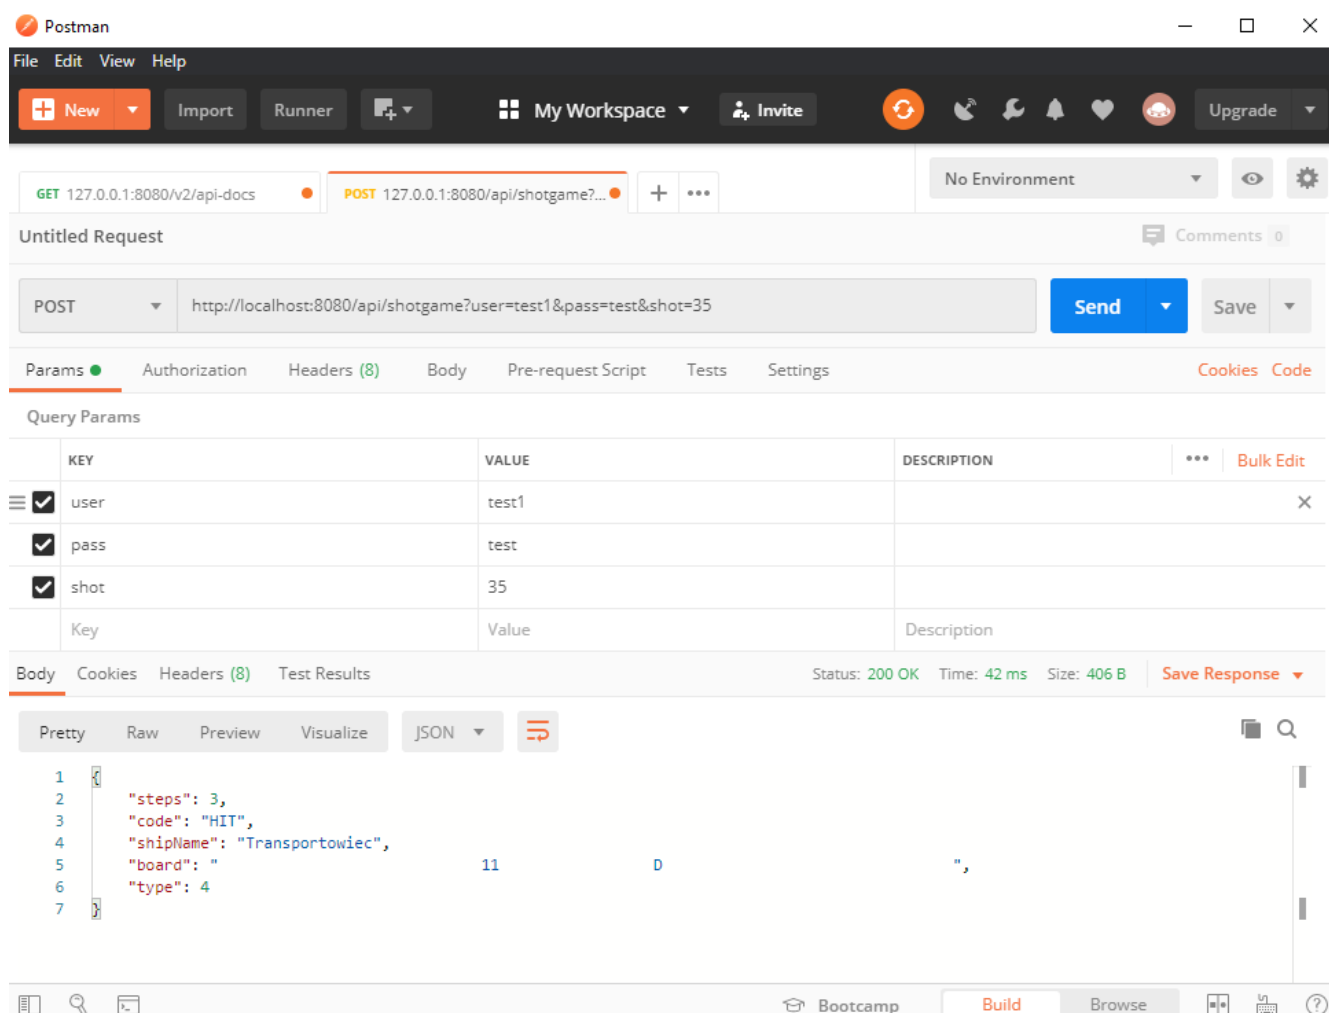 Postman
File Edit View Help
New Import Runner My Workspace Invite Upgrade
GET 127.0.0.1:8080/v2/api-docs POST 127.0.0.1:8080/api/shotgame?... No Environment
Untitled Request Comments 0
POST http://localhost:8080/api/shotgame?user=test1&pass=test&shot=35 Send Save
Params Authorization Headers (8) Body Pre-request Script Tests Settings Cookies Code
Query Params
KEY VALUE DESCRIPTION Bulk Edit
user test1
pass test
shot 35
Key Value Description
Body Cookies Headers (8) Test Results Status: 200 OK Time: 42 ms Size: 406 B Save Response
Pretty Raw Preview Visualize JSON
1 {
2 "steps": 3,
3 "code": "HIT",
4 "shipName": "Transportowiec",
5 "board": "                              11                  D                                 ",
6 "type": 4
7 }
Bootcamp Build Browse